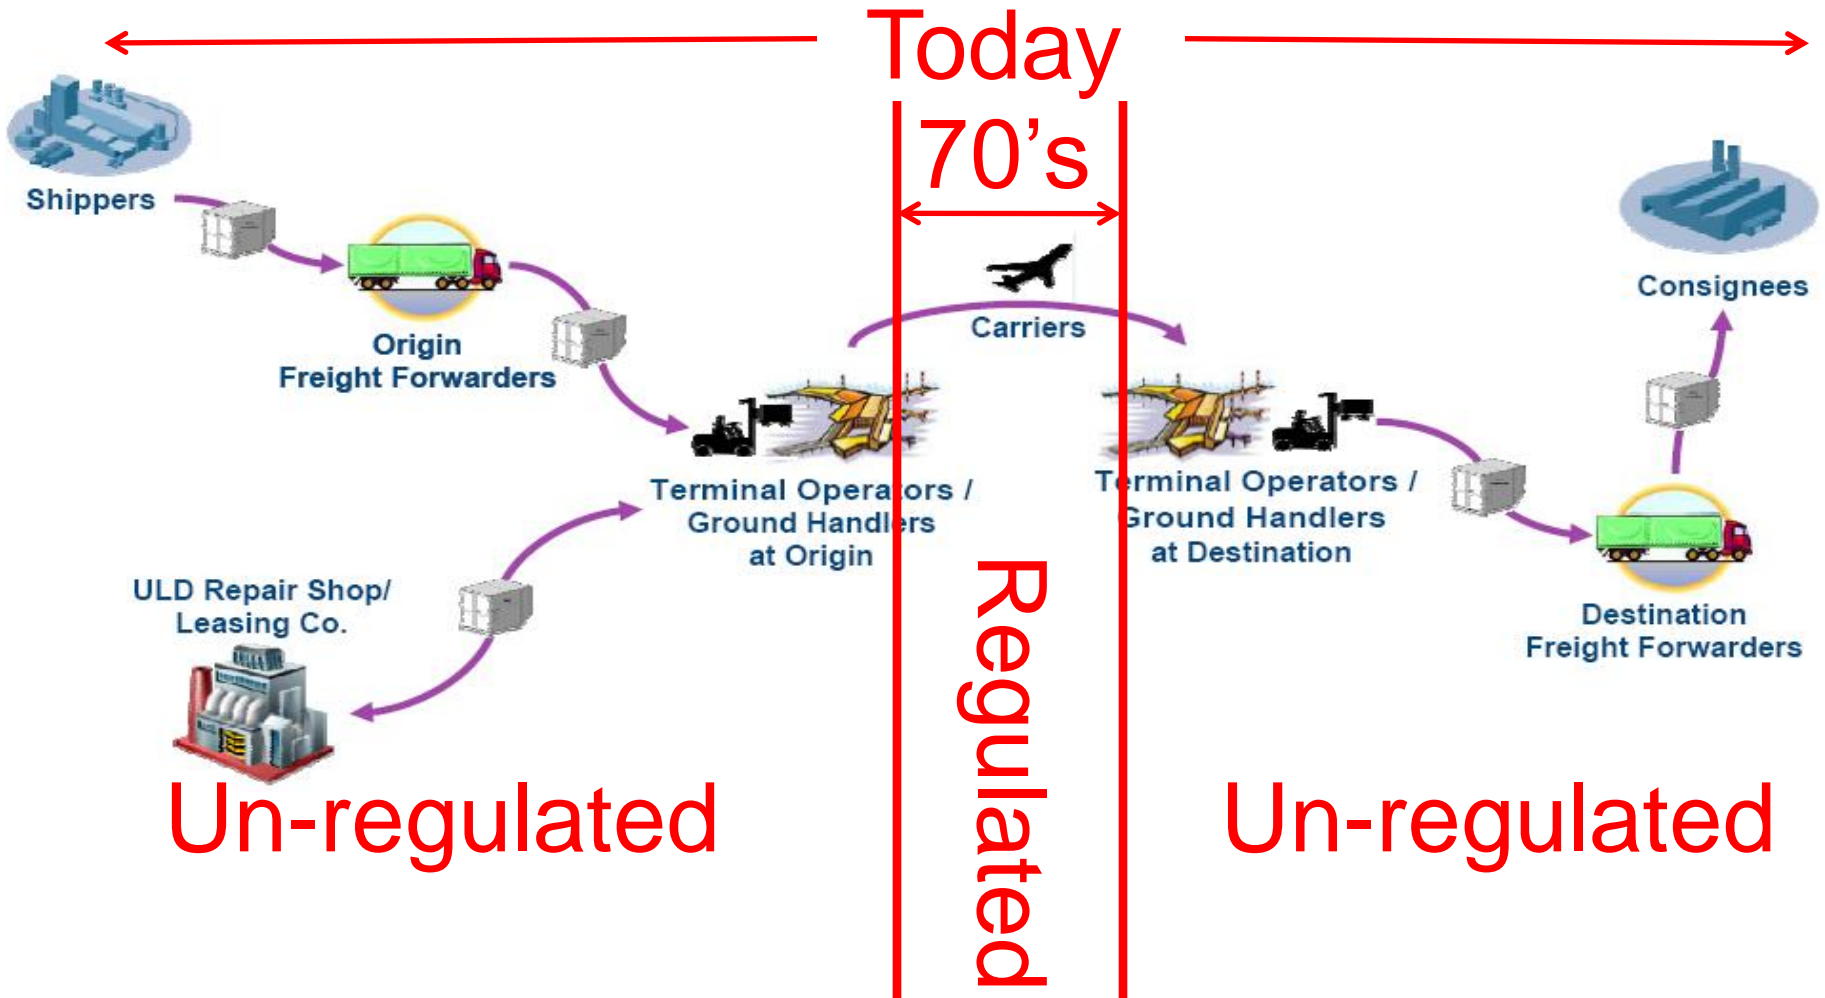 Today
70's
Shippers
Origin
Freight Forwarders
Carriers
Consignees
Terminal Operators /
Ground Handlers
at Origin
Terminal Operators /
Ground Handlers
at Destination
ULD Repair Shop/
Leasing Co.
Destination
Freight Forwarders
Un-regulated
Regulated
Un-regulated